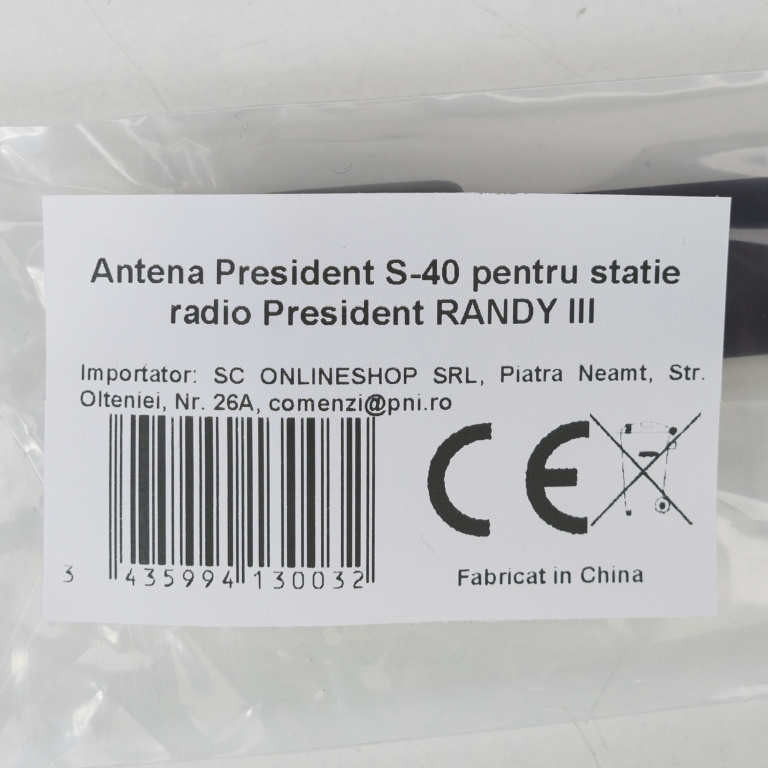 Antena President S-40 pentru statie
radio President RANDY III
Importator: SC ONLINESHOP SRL, Piatra Neamt, Str.
Olteniei, Nr. 26A, comenzi@pni.ro
CE
3 435994 130032
Fabricat in China